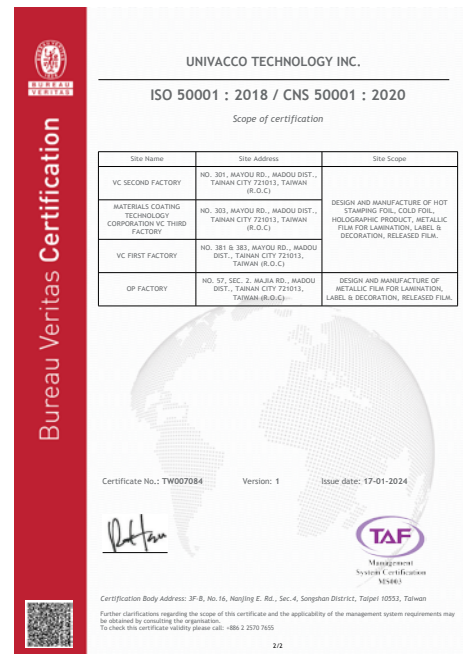 BUREAU
VERITAS
Bureau Veritas Certification
UNIVACCO TECHNOLOGY INC.
ISO 50001 : 2018 / CNS 50001 : 2020
Scope of certification
Site Name
Site Address
Site Scope
VC SECOND FACTORY
NO. 301, MAYOU RD., MADOU DIST.,
TAINAN CITY 721013, TAIWAN
(R.O.C)
MATERIALS COATING
TECHNOLOGY
CORPORATION VC THIRD
FACTORY
NO. 303, MAYOU RD., MADOU DIST.,
TAINAN CITY 721013, TAIWAN
(R.O.C)
VC FIRST FACTORY
NO. 381 & 383, MAYOU RD., MADOU
DIST., TAINAN CITY 721013,
TAIWAN (R.O.C)
DESIGN AND MANUFACTURE OF HOT
STAMPING FOIL, COLD FOIL,
HOLOGRAPHIC PRODUCT, METALLIC
FILM FOR LAMINATION, LABEL &
DECORATION, RELEASED FILM.
OP FACTORY
NO. 57, SEC. 2. MAJIA RD., MADOU
DIST., TAINAN CITY 721013,
TAIWAN (R.O.C)
DESIGN AND MANUFACTURE OF
METALLIC FILM FOR LAMINATION,
LABEL & DECORATION, RELEASED FILM.
Certificate No.: TW007084 Version: 1 Issue date: 17-01-2024
TAF
Management
System Certification
MS003
Certification Body Address: 3F-B, No.16, Nanjing E. Rd., Sec.4, Songshan District, Taipei 10553, Taiwan
Further clarifications regarding the scope of this certificate and the applicability of the management system requirements may
be obtained by consulting the organisation.
To check this certificate validity please call: +886 2 2570 7655
2/2